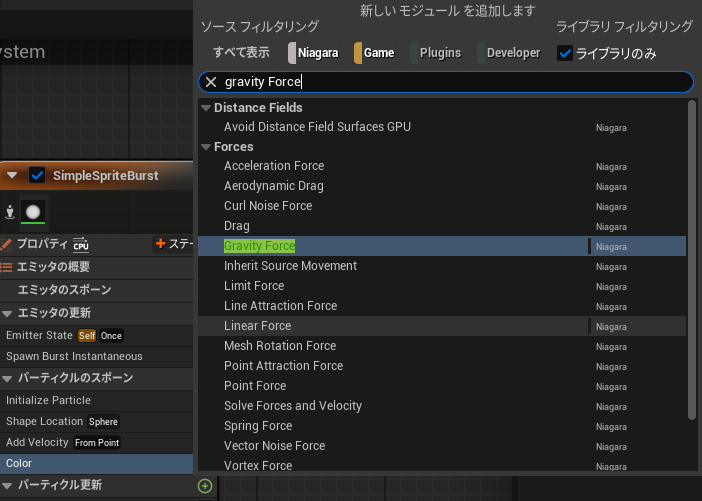 新しい モジュール を追加します
ソース フィルタリング
ライブラリ フィルタリング
すべて表示 Niagara Game Plugins Developer ライブラリのみ
ystem
gravity Force
Distance Fields
Avoid Distance Field Surfaces GPU Niagara
Forces
Acceleration Force Niagara
Aerodynamic Drag Niagara
Curl Noise Force Niagara
Drag Niagara
Gravity Force Niagara
Inherit Source Movement Niagara
Limit Force Niagara
Line Attraction Force Niagara
Linear Force Niagara
Mesh Rotation Force Niagara
Point Attraction Force Niagara
Point Force Niagara
Solve Forces and Velocity Niagara
Spring Force Niagara
Vector Noise Force Niagara
Vortex Force Niagara
SimpleSpriteBurst
プロパティ CPU ステー
エミッタの概要
エミッタのスポーン
エミッタの更新
Emitter State Self Once
Spawn Burst Instantaneous
パーティクルのスポーン
Initialize Particle
Shape Location Sphere
Add Velocity From Point
Color
パーティクル更新